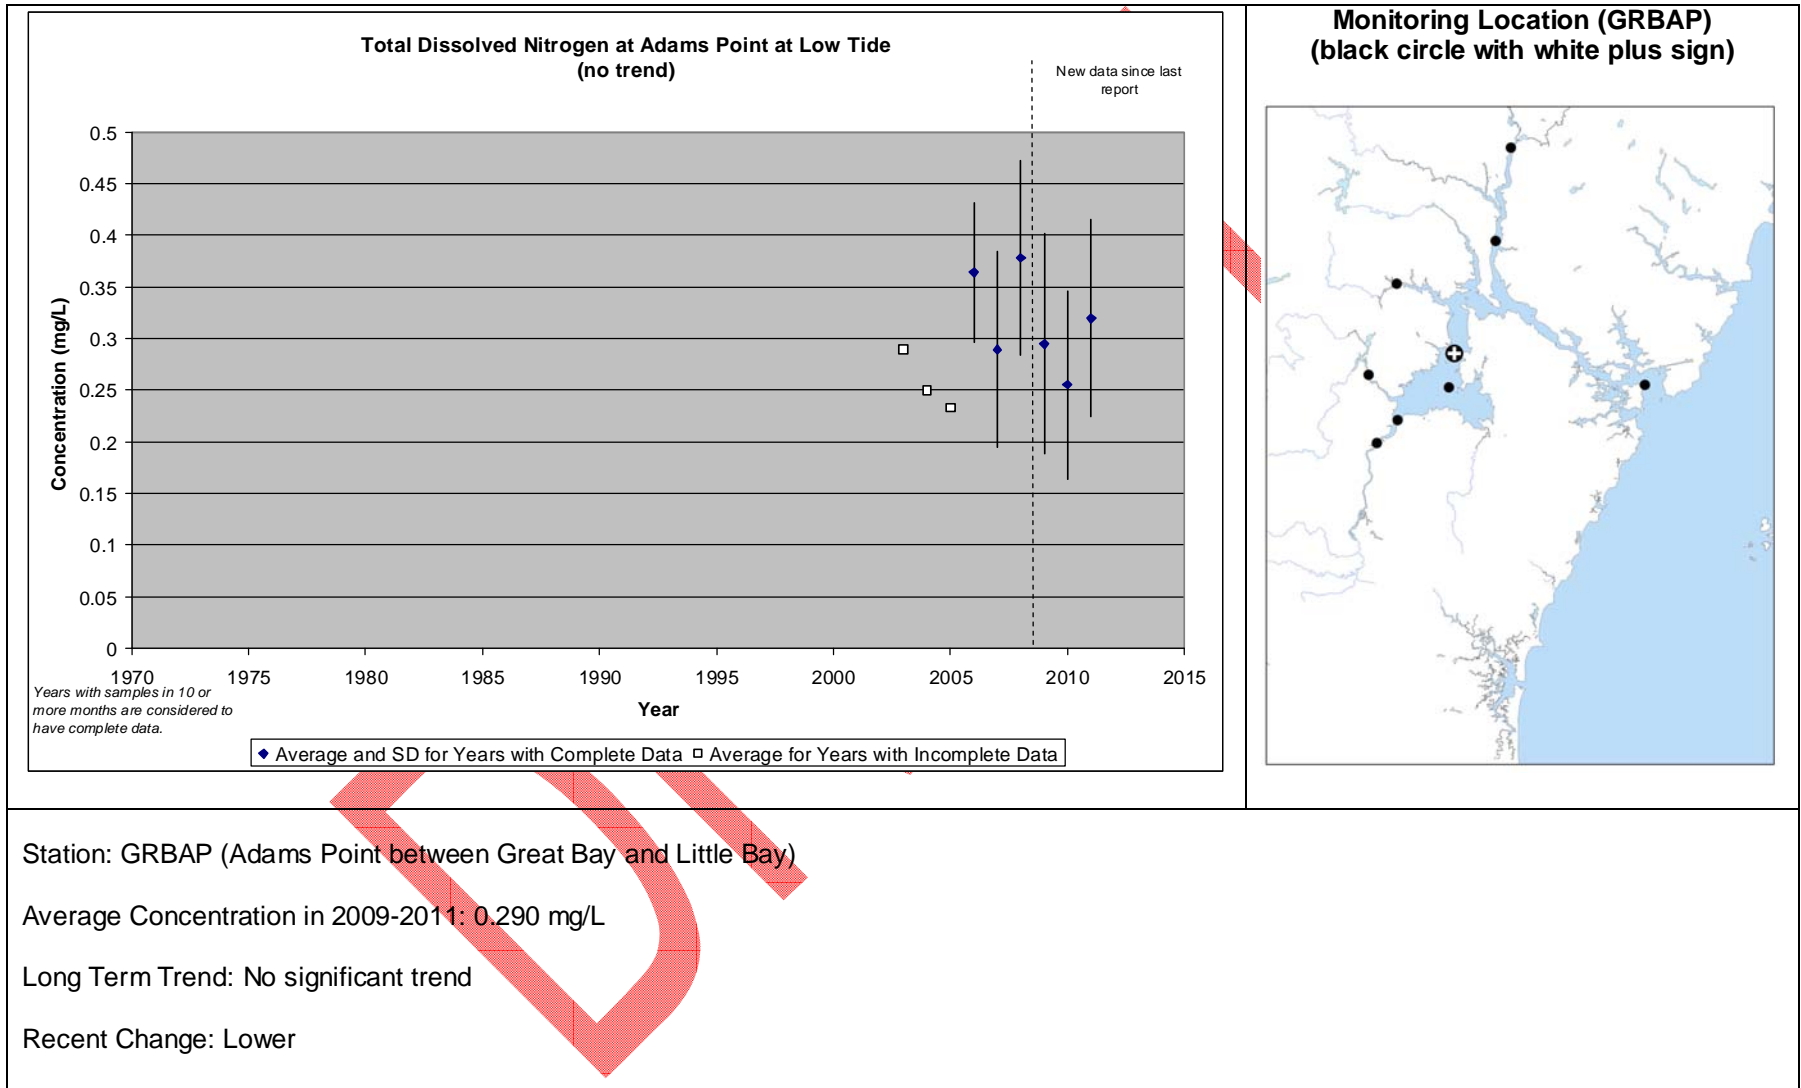 Total Dissolved Nitrogen at Adams Point at Low Tide
(no trend)
New data since last
report
0.5
0.45
0.4
0.35
0.3
0.25
0.2
0.15
0.1
0.05
0
Concentration (mg/L)
1970 1975 1980 1985 1990 1995 2000 2005 2010 2015
Year
Years with samples in 10 or
more months are considered to
have complete data.
Average and SD for Years with Complete Data Average for Years with Incomplete Data
Monitoring Location (GRBAP)
(black circle with white plus sign)
Station: GRBAP (Adams Point between Great Bay and Little Bay)
Average Concentration in 2009-2011: 0.290 mg/L
Long Term Trend: No significant trend
Recent Change: Lower